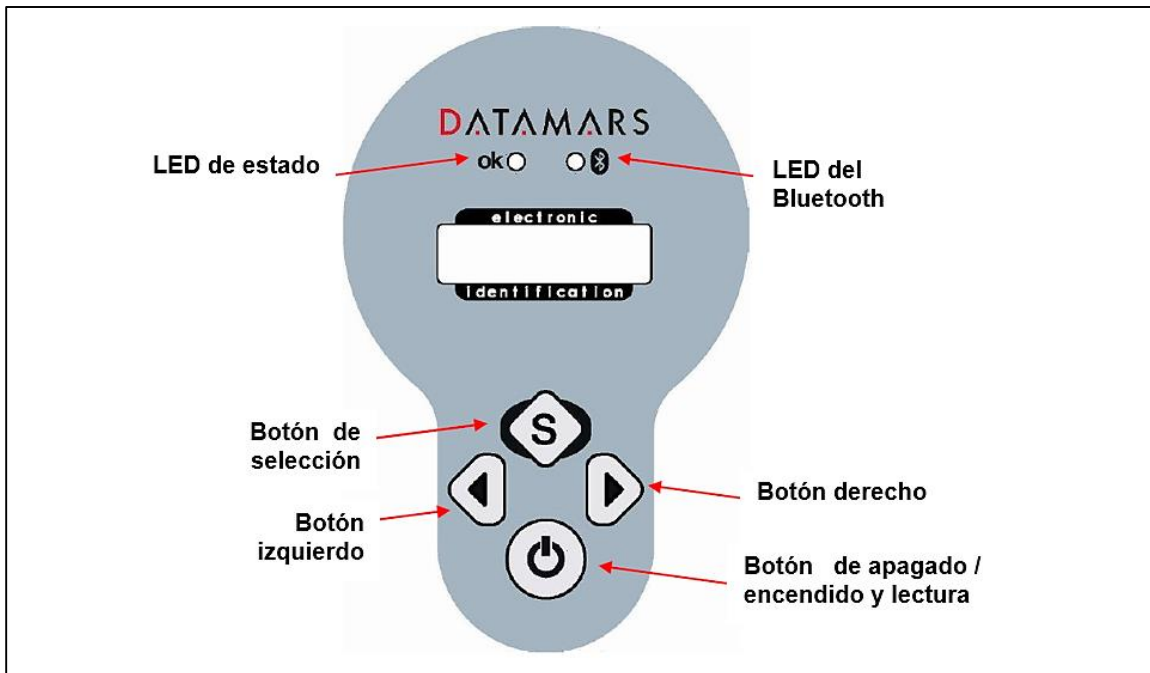 DATAMARS
LED de estado
ok
LED del
Bluetooth
electronic
identification
Botón de
selección
S
Botón
izquierdo
Botón derecho
Botón de apagado /
encendido y lectura